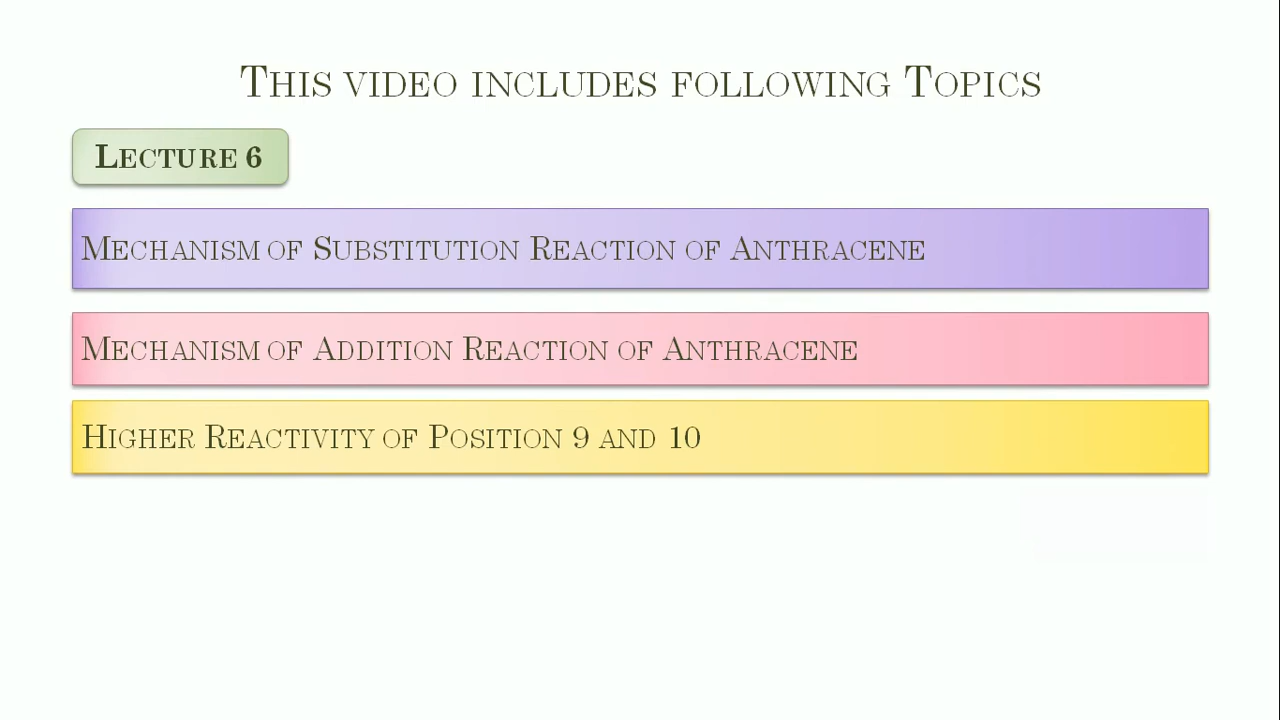 This video includes following Topics
Lecture 6
Mechanism of Substitution Reaction of Anthracene
Mechanism of Addition Reaction of Anthracene
Higher Reactivity of Position 9 and 10